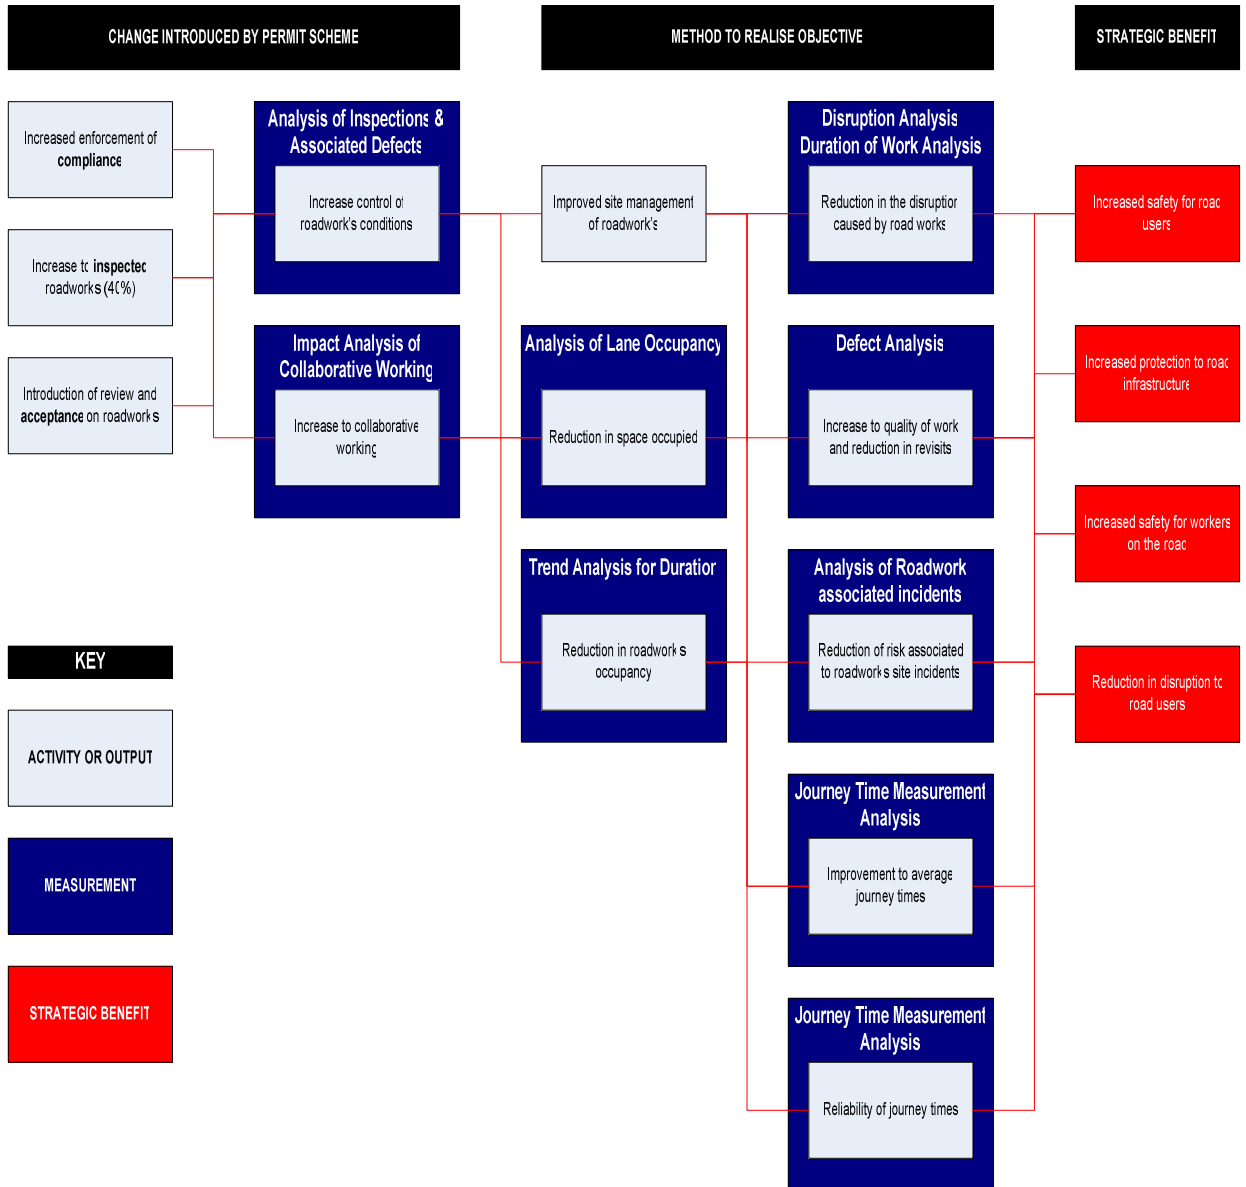 CHANGE INTRODUCED BY PERMIT SCHEME
METHOD TO REALISE OBJECTIVE
STRATEGIC BENEFIT
Increased enforcement of
compliance
Increase to inspected
roadworks (40%)
Introduction of review and
acceptance on roadworks
Analysis of Inspections &
Associated Defects
Increase control of
roadwork's conditions
Impact Analysis of
Collaborative Working
Increase to collaborative
working
Improved site management
of roadwork's
Analysis of Lane Occupancy
Reduction in space occupied
Trend Analysis for Duration
Reduction in roadwork's
occupancy
Disruption Analysis
Duration of Work Analysis
Reduction in the disruption
caused by road works
Defect Analysis
Increase to quality of work
and reduction in revisits
Analysis of Roadwork
associated incidents
Reduction of risk associated
to roadworks site incidents
Journey Time Measurement
Analysis
Improvement to average
journey times
Journey Time Measurement
Analysis
Reliability of journey times
Increased safety for road
users
Increased protection to road
infrastructure
Increased safety for workers
on the road
Reduction in disruption to
road users
KEY
ACTIVITY OR OUTPUT
MEASUREMENT
STRATEGIC BENEFIT